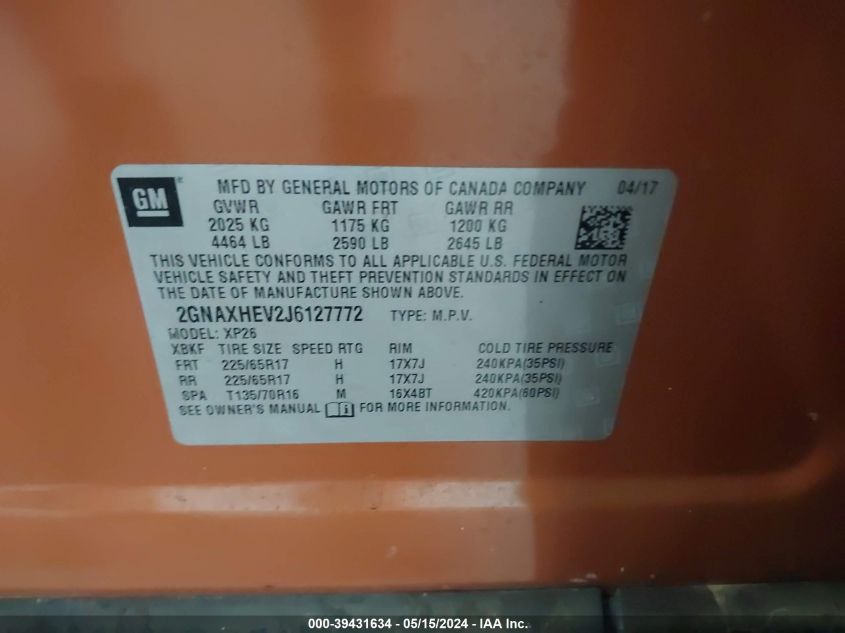 GM
MFD BY GENERAL MOTORS OF CANADA COMPANY 04/17
GVWR GAWR FRT GAWR RR
2025 KG 1175 KG 1200 KG
4464 LB 2590 LB 2645 LB
THIS VEHICLE CONFORMS TO ALL APPLICABLE U.S. FEDERAL MOTOR
VEHICLE SAFETY AND THEFT PREVENTION STANDARDS IN EFFECT ON
THE DATE OF MANUFACTURE SHOWN ABOVE.
2GNAXHEV2J6127772 TYPE: M.P.V.
MODEL: XP26
XBKF TIRE SIZE SPEED RTG RIM COLD TIRE PRESSURE
FRT 225/65R17 H 17X7J 240KPA(35PSI)
RR 225/65R17 H 17X7J 240KPA(35PSI)
SPA T135/70R16 M 16X4BT 420KPA(60PSI)
SEE OWNER'S MANUAL FOR MORE INFORMATION.
000-39431634 - 05/15/2024 - IAA Inc.